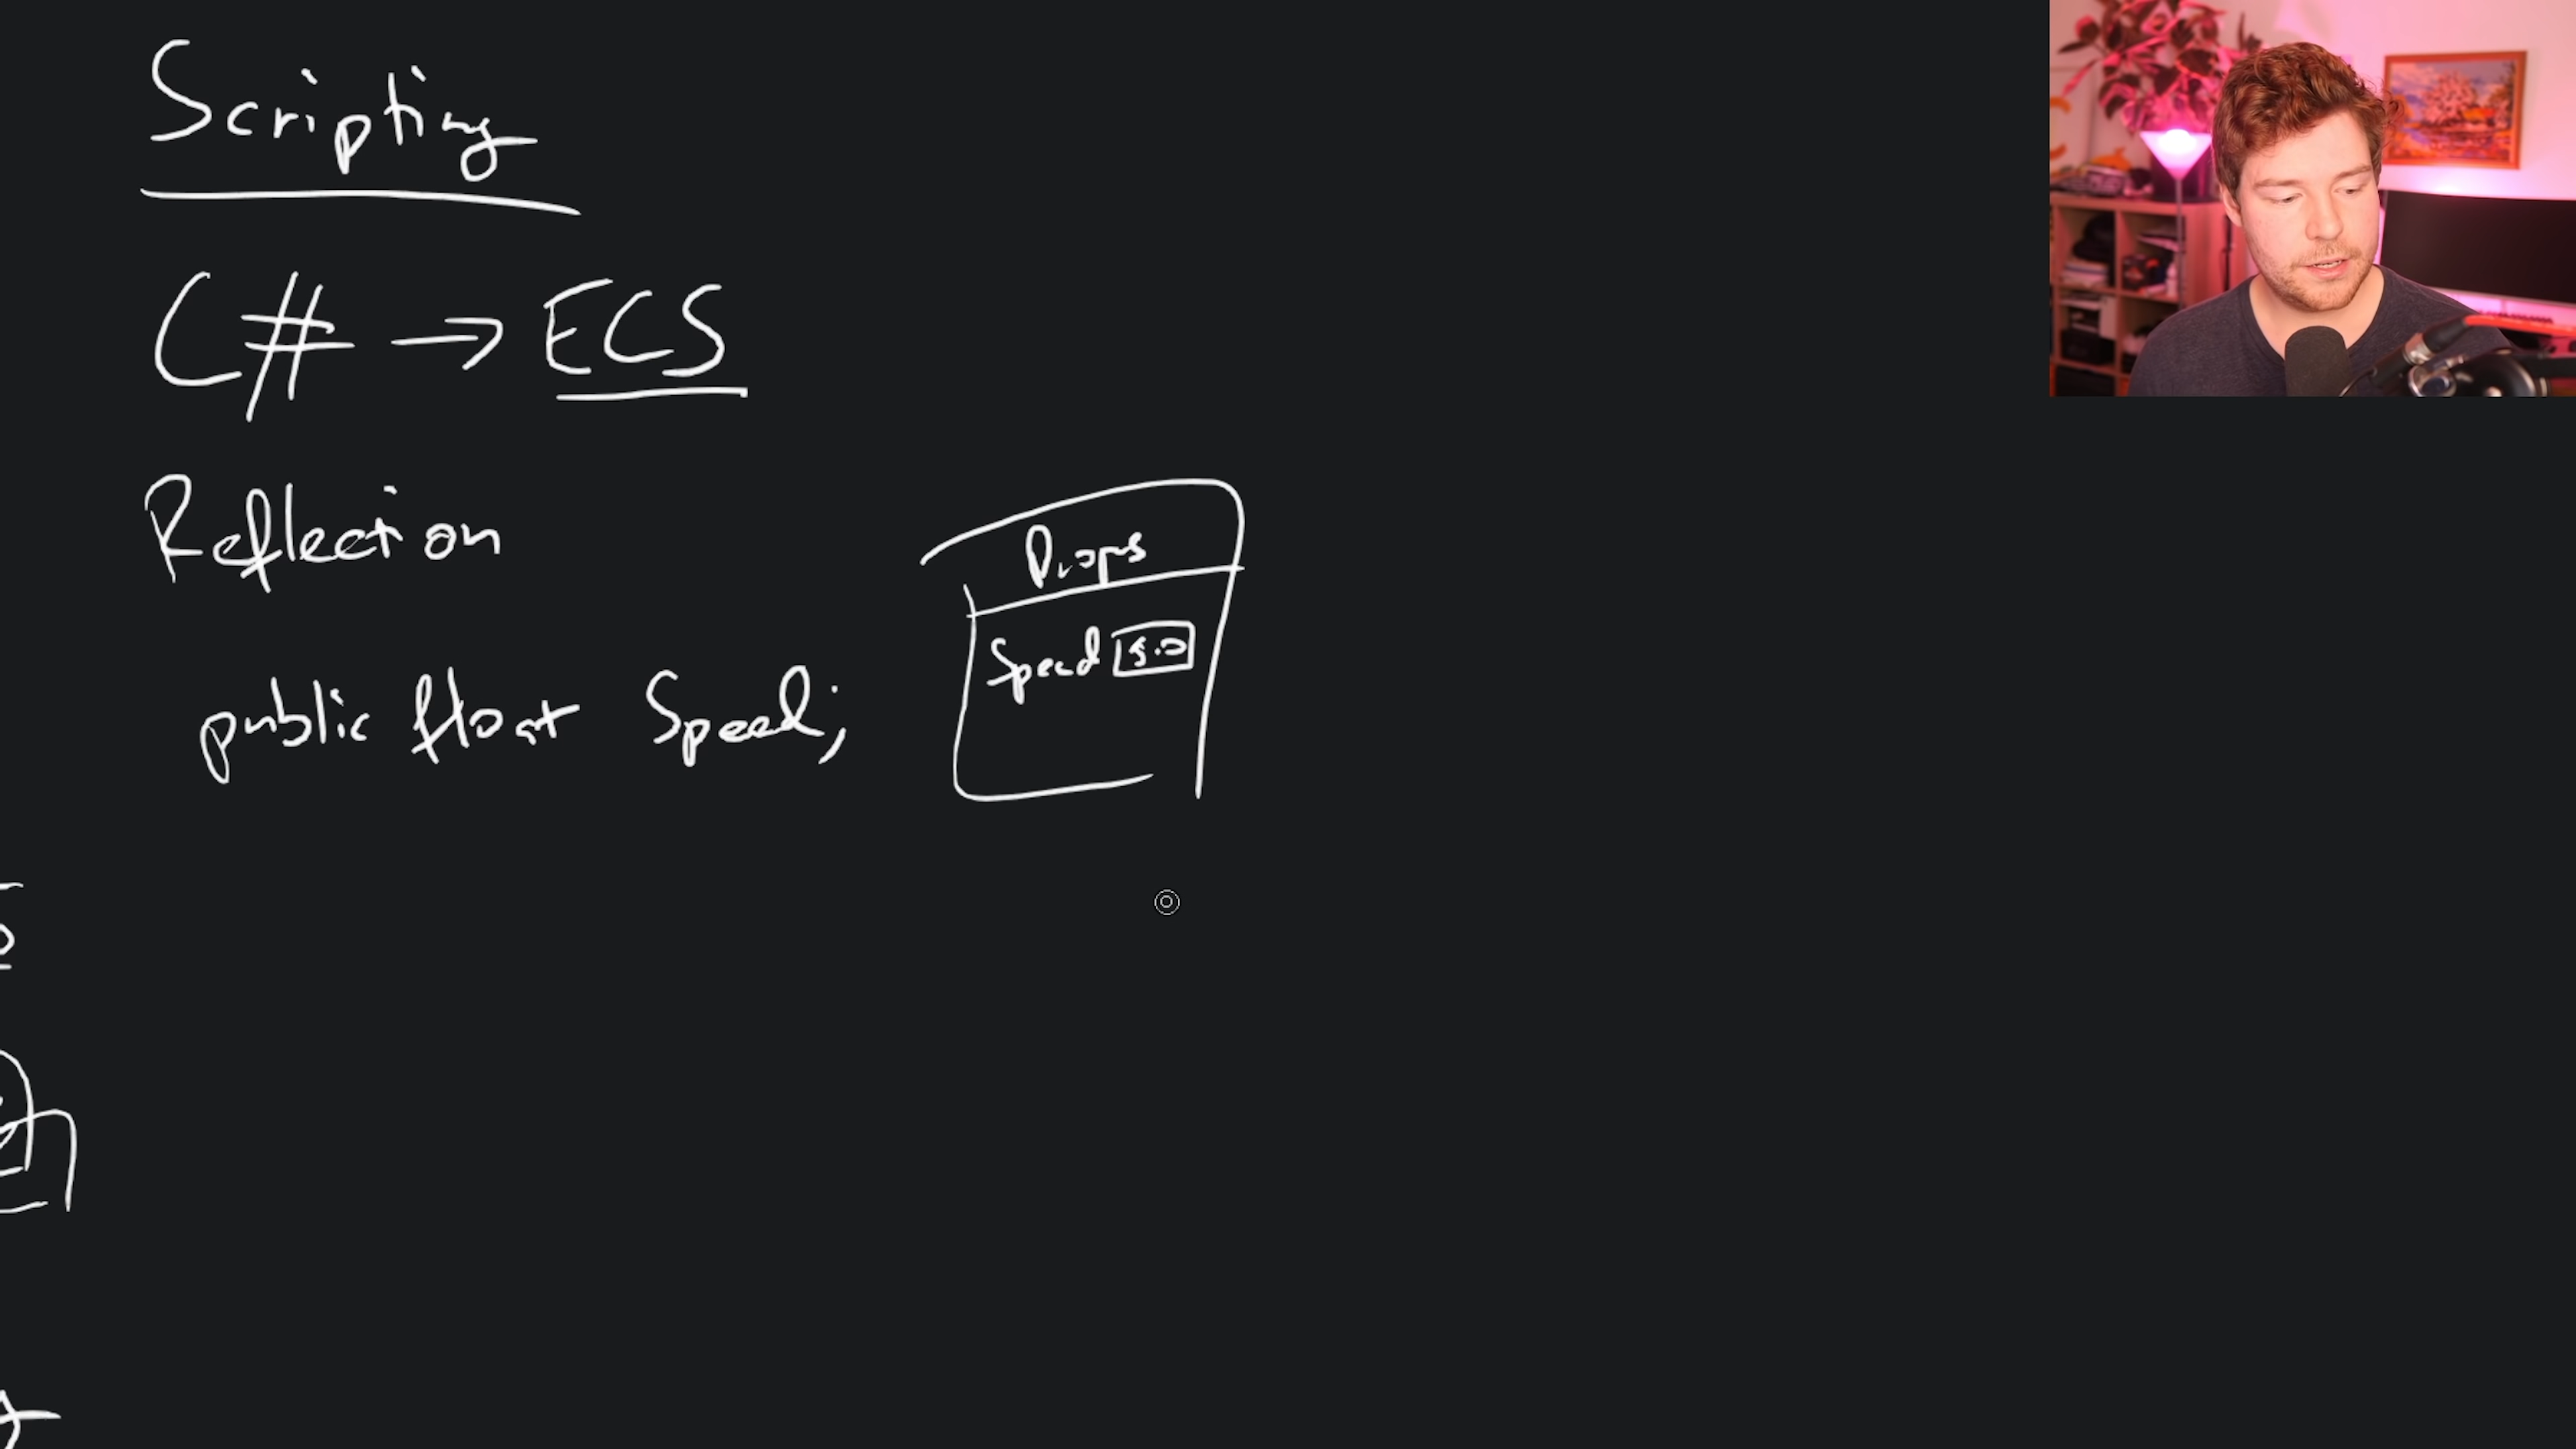 Scripting
C# → ECS
Reflection
Props
Speed 5.0
public float Speed;